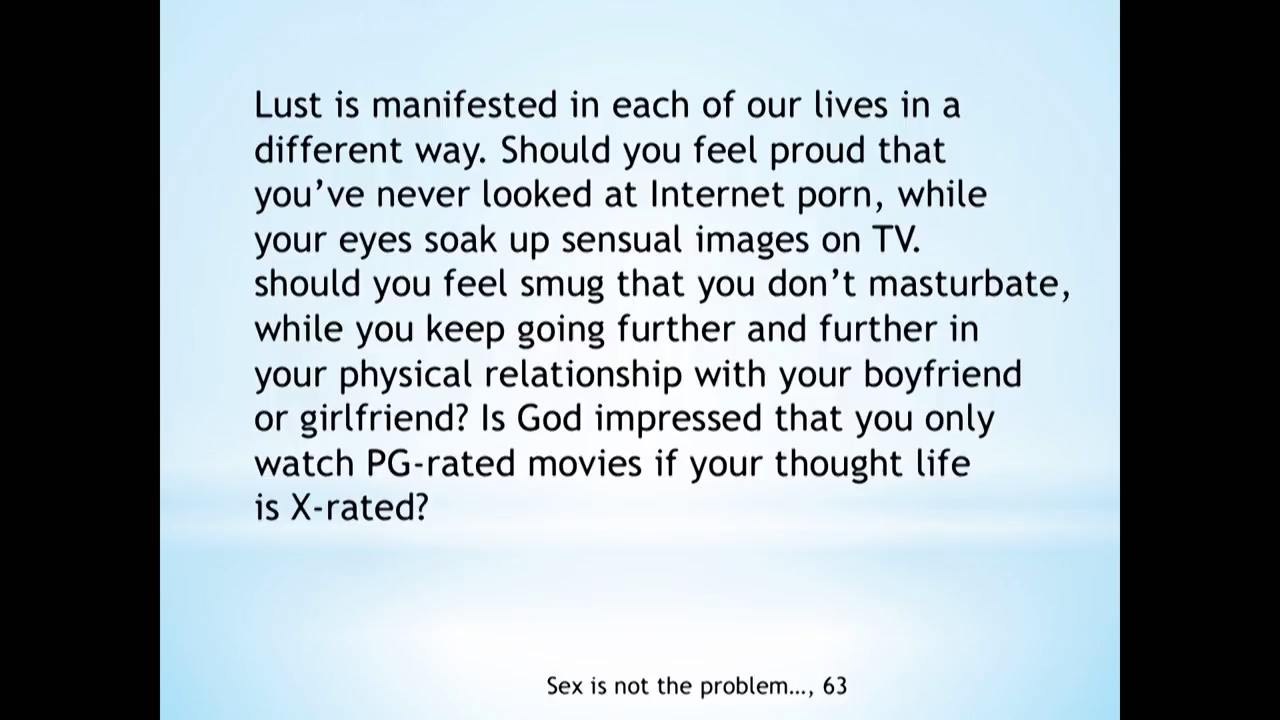 Lust is manifested in each of our lives in a
different way. Should you feel proud that
you’ve never looked at Internet porn, while
your eyes soak up sensual images on TV.
should you feel smug that you don’t masturbate,
while you keep going further and further in
your physical relationship with your boyfriend
or girlfriend? Is God impressed that you only
watch PG-rated movies if your thought life
is X-rated?
Sex is not the problem…, 63